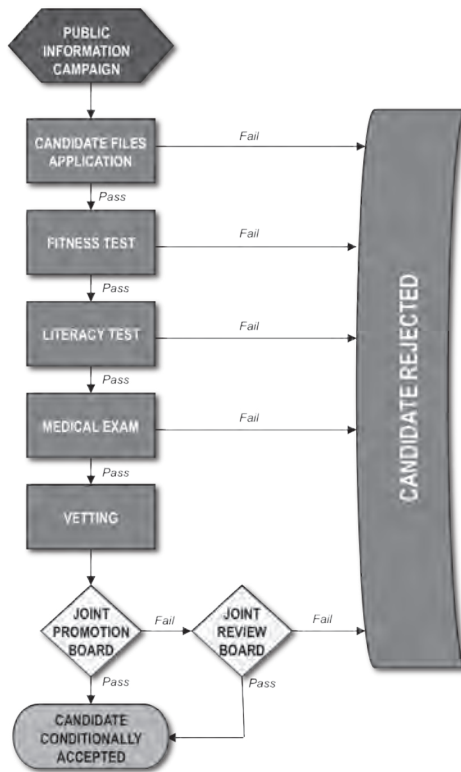 PUBLIC
INFORMATION
CAMPAIGN
CANDIDATE FILES
APPLICATION
Fail
Pass
FITNESS TEST
Fail
Pass
LITERACY TEST
Fail
Pass
MEDICAL EXAM
Fail
Pass
VETTING
JOINT
PROMOTION
BOARD
Fail
Pass
JOINT
REVIEW
BOARD
Fail
Pass
CANDIDATE
CONDITIONALLY
ACCEPTED
CANDIDATE REJECTED